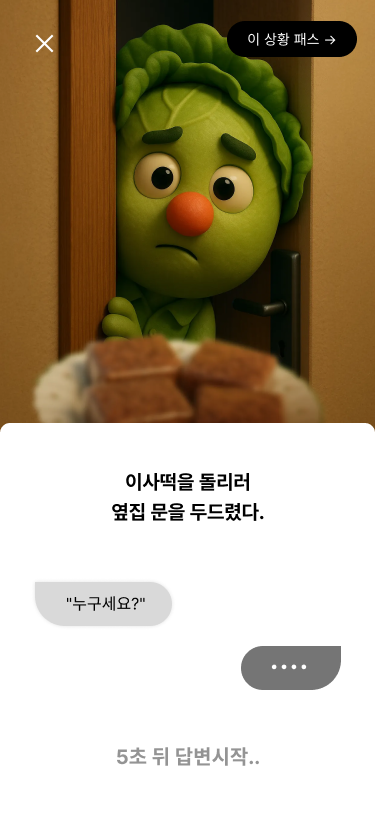 이 상황 패스 →
이사떡을 돌리러
옆집 문을 두드렸다.
"누구세요?"
••••
5초 뒤 답변시작..